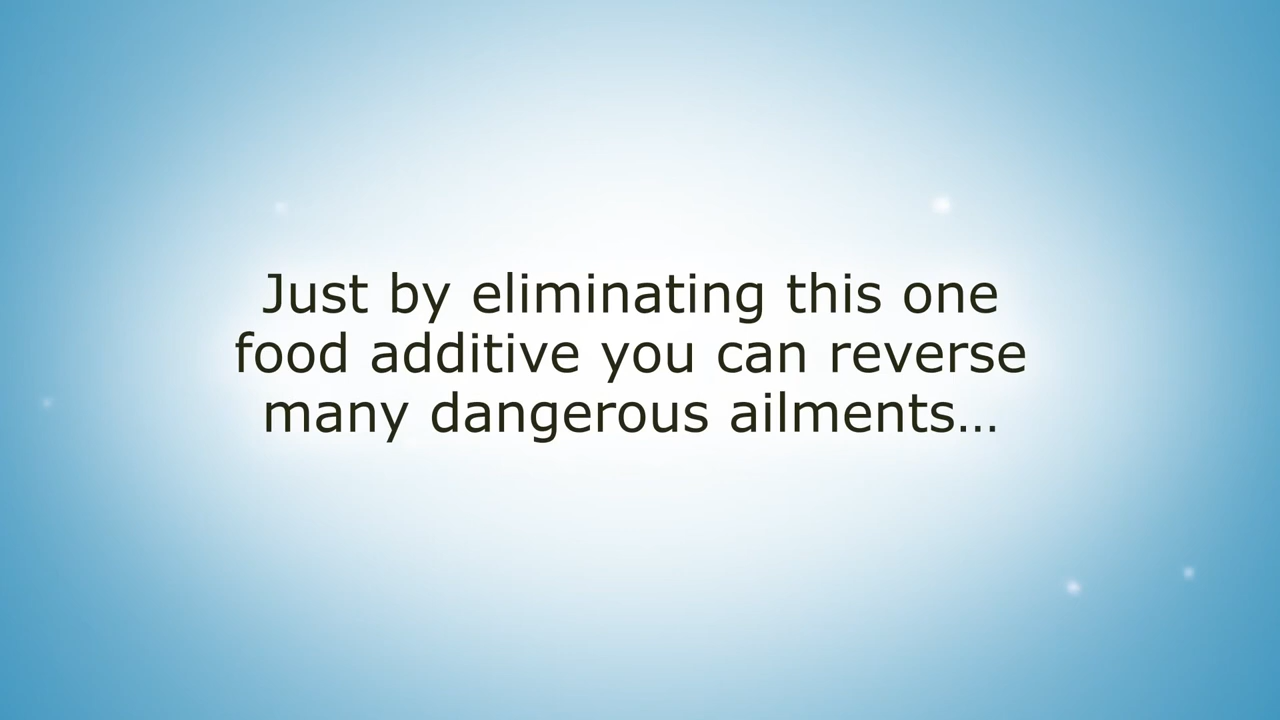 Just by eliminating this one
food additive you can reverse
many dangerous ailments…